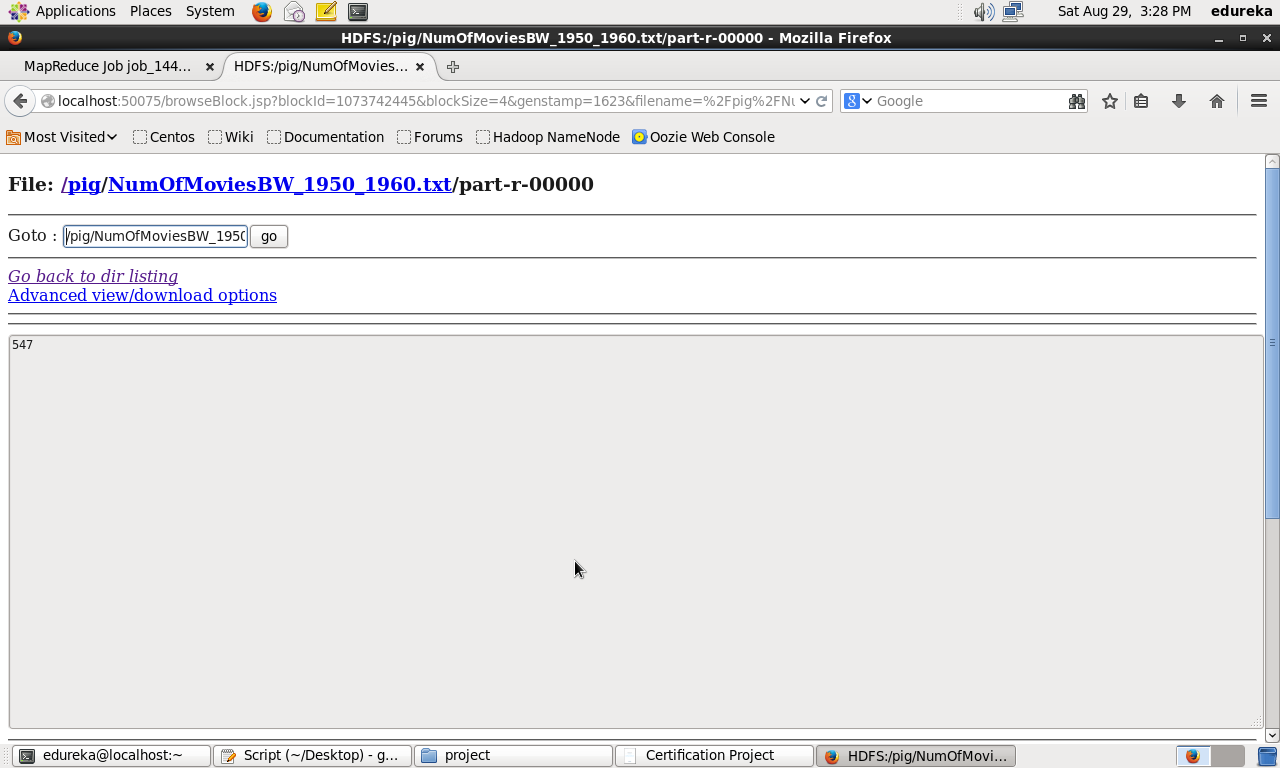 Applications Places System Sat Aug 29, 3:28 PM edureka
HDFS:/pig/NumOfMoviesBW_1950_1960.txt/part-r-00000 - Mozilla Firefox
MapReduce Job job_144... HDFS:/pig/NumOfMovies...
localhost:50075/browseBlock.jsp?blockId=1073742445&blockSize=4&genstamp=1623&filename=%2Fpig%2FNu Google
Most Visited Centos Wiki Documentation Forums Hadoop NameNode Oozie Web Console
File: /pig/NumOfMoviesBW_1950_1960.txt/part-r-00000
Goto : /pig/NumOfMoviesBW_1950 go
Go back to dir listing
Advanced view/download options
547
edureka@localhost:~ Script (~/Desktop) - g... project Certification Project HDFS:/pig/NumOfMovi...